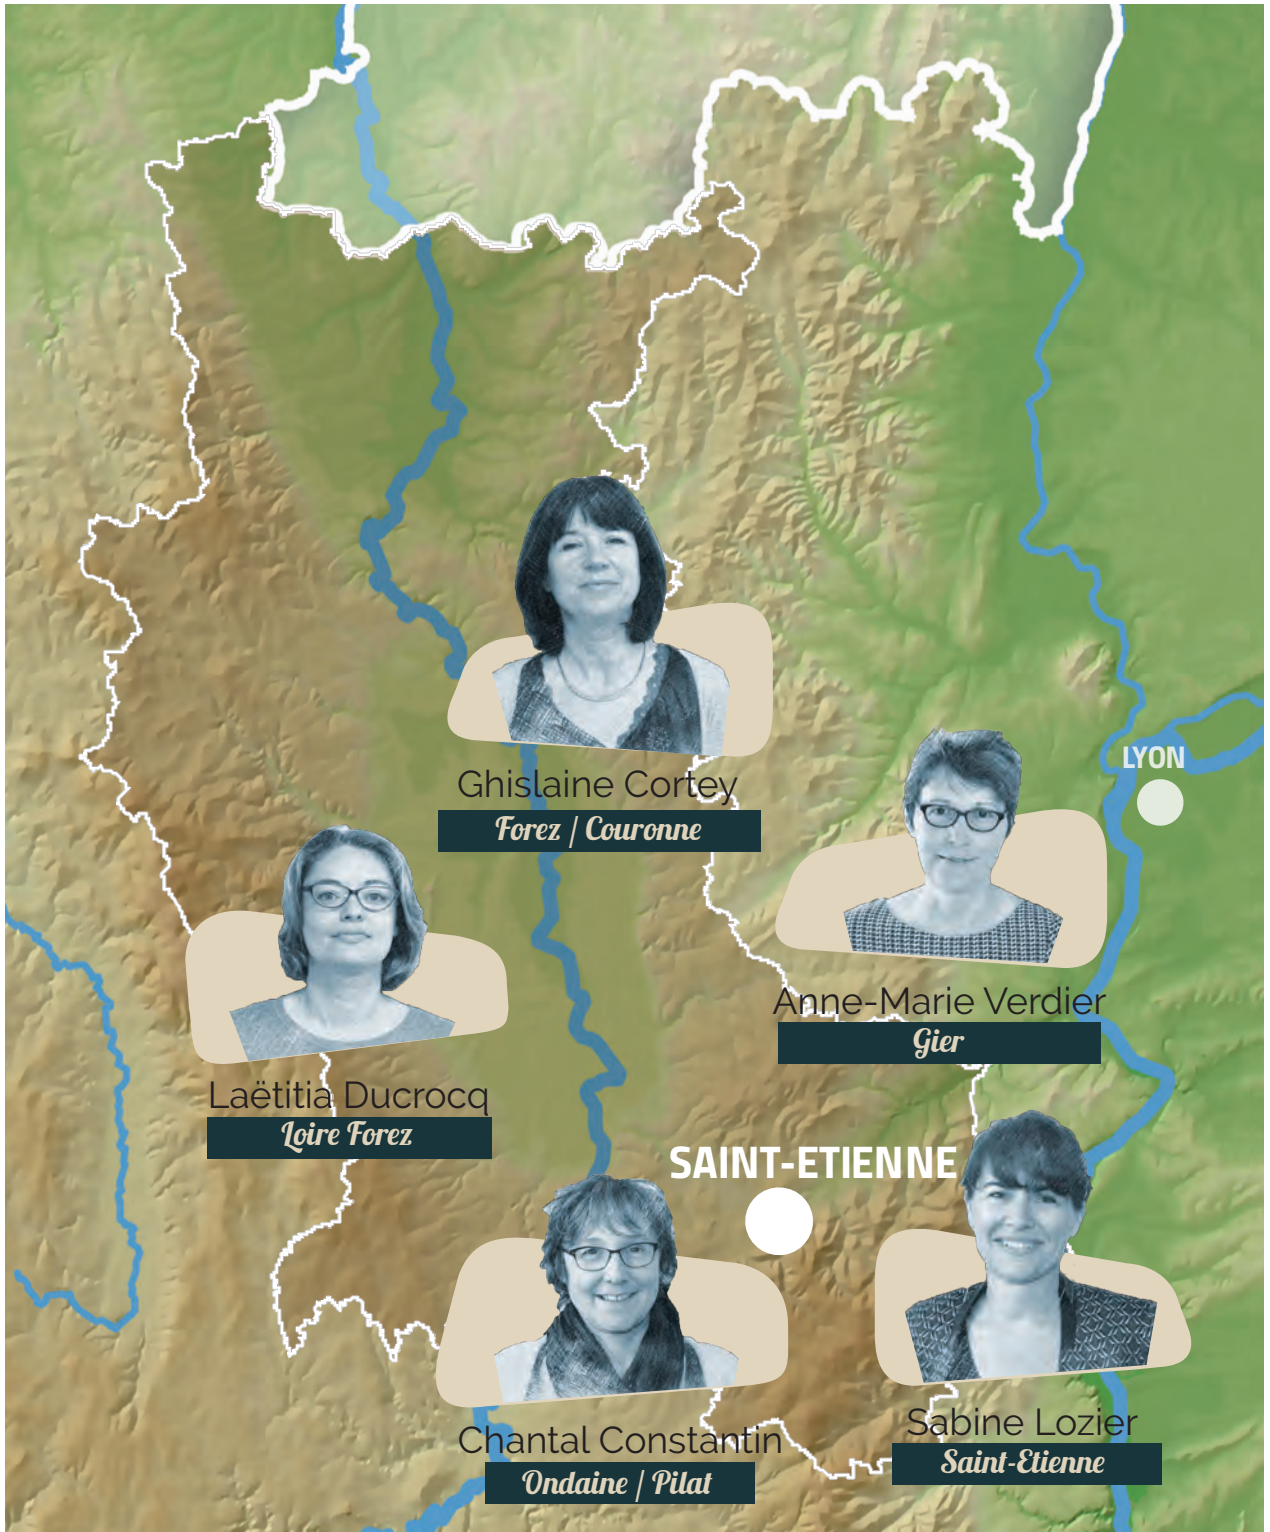 LYON
Ghislaine Cortey
Forez / Couronne
Anne-Marie Verdier
Gier
Laëtitia Ducrocq
Loire Forez
SAINT-ETIENNE
Sabine Lozier
Saint-Etienne
Chantal Constantin
Ondaine / Pilat